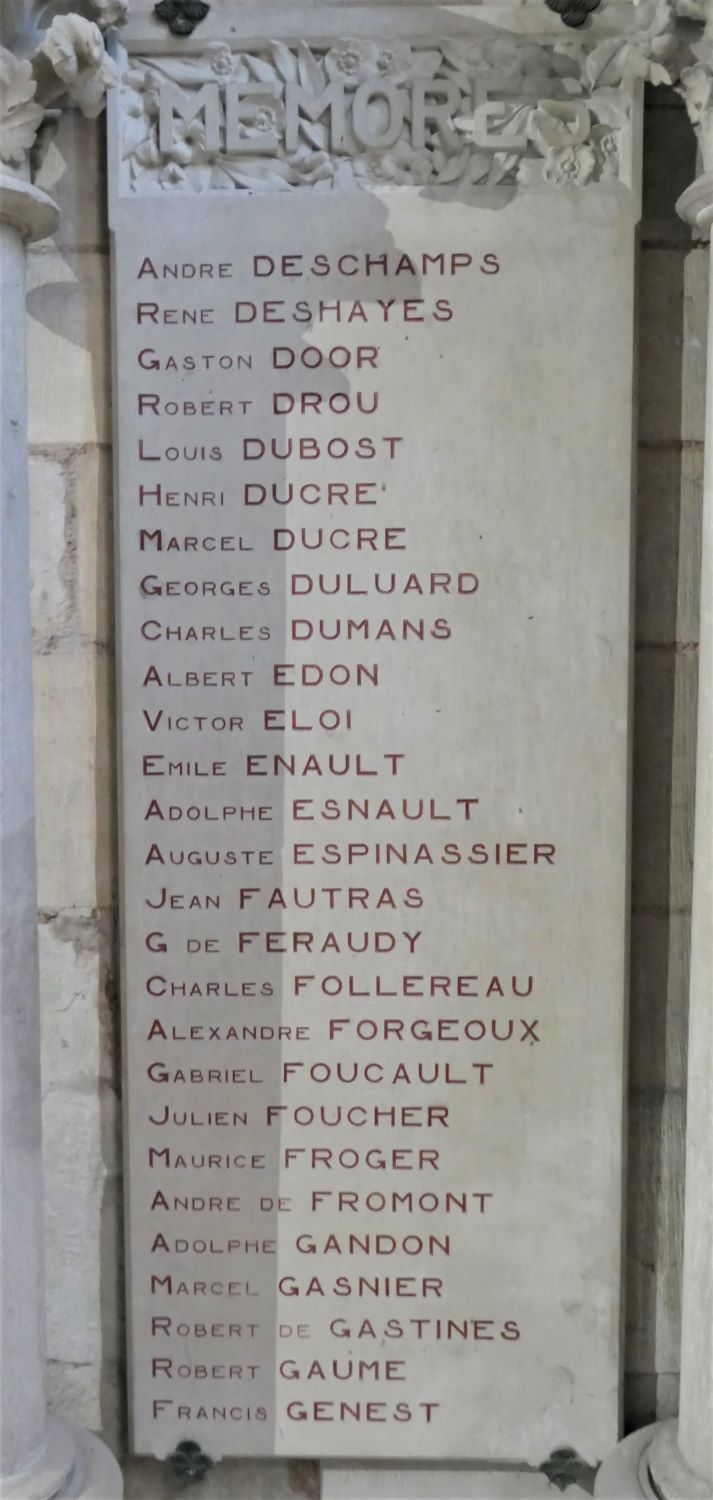 MEMORES
ANDRE DESCHAMPS
RENE DESHAYES
GASTON DOOR
ROBERT DROU
LOUIS DUBOST
HENRI DUCRE'
MARCEL DUCRE
GEORGES DULUARD
CHARLES DUMANS
ALBERT EDON
VICTOR ELOI
EMILE ENAULT
ADOLPHE ESNAULT
AUGUSTE ESPINASSIER
JEAN FAUTRAS
G DE FERAUDY
CHARLES FOLLEREAU
ALEXANDRE FORGEOUX
GABRIEL FOUCAULT
JULIEN FOUCHER
MAURICE FROGER
ANDRE DE FROMONT
ADOLPHE GANDON
MARCEL GASNIER
ROBERT DE GASTINES
ROBERT GAUME
FRANCIS GENEST